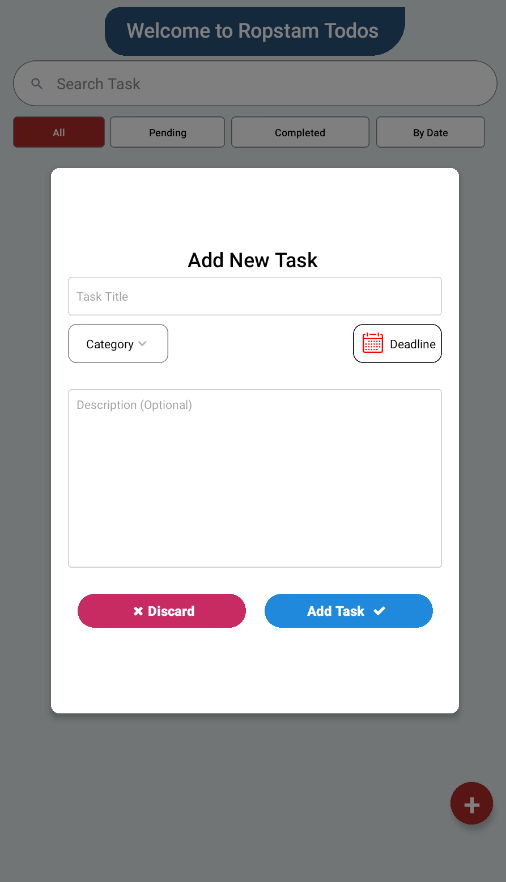 Welcome to Ropstam Todos
Search Task
All Pending Completed By Date
Add New Task
Task Title
Category Deadline
Description (Optional)
Discard Add Task